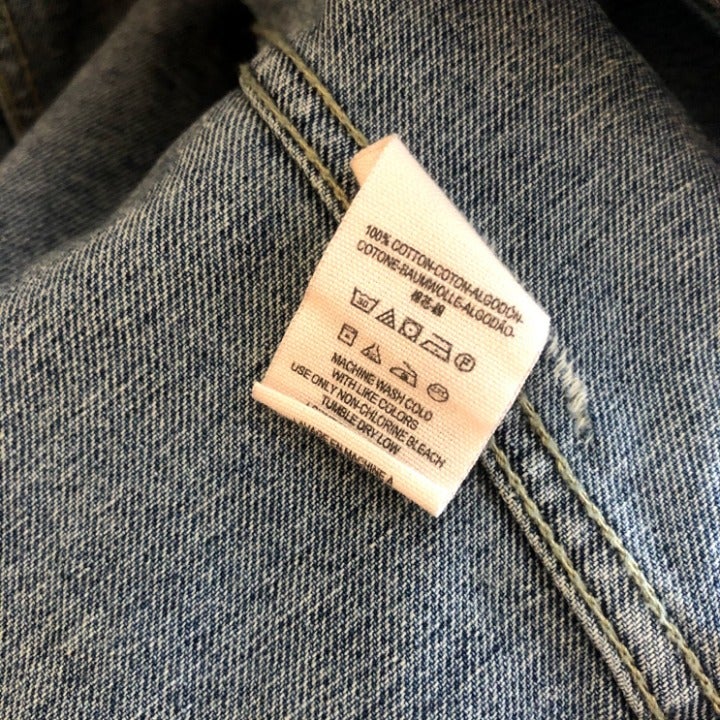 100% COTTON-COTON-ALGODÓN-
COTONE-BAUMWOLLE-ALGODÃO-
MACHINE WASH COLD
WITH LIKE COLORS
USE ONLY NON-CHLORINE BLEACH
TUMBLE DRY LOW